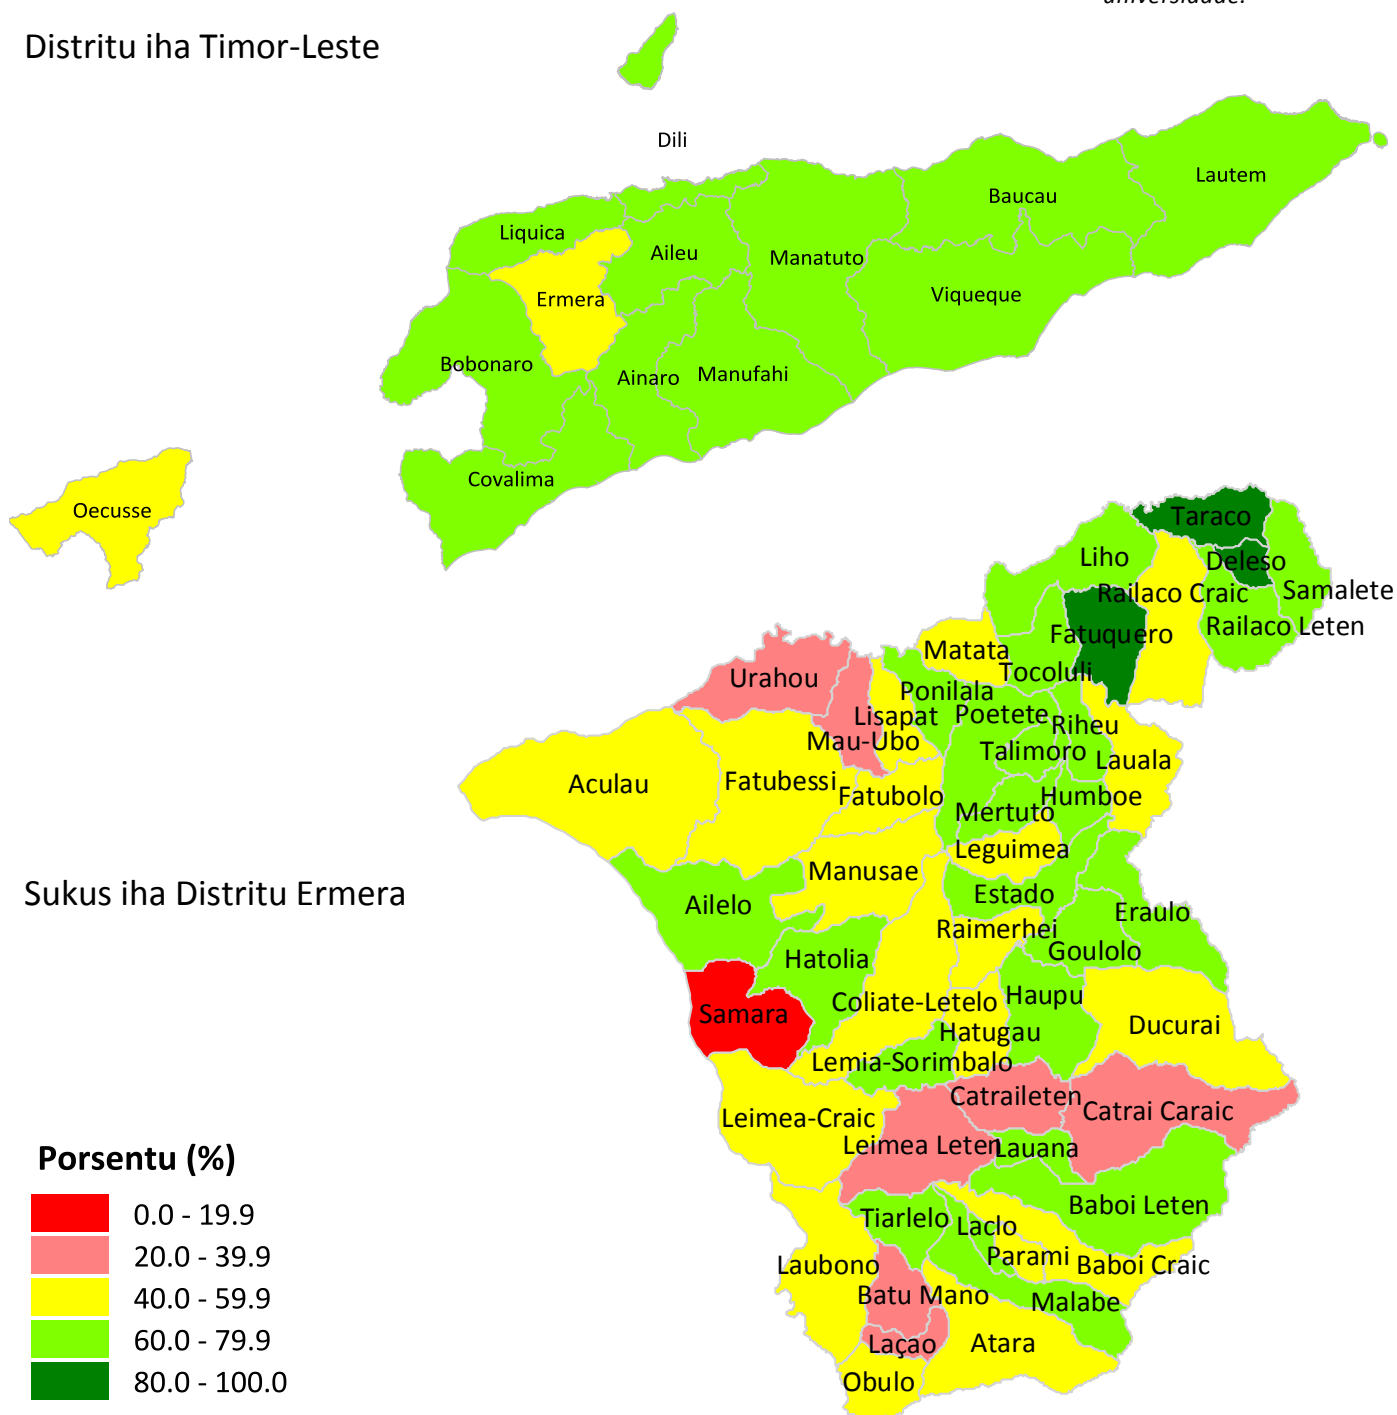 Distritu iha Timor-Leste
Dili
Lautem
Baucau
Liquica
Aileu
Manatuto
Viqueque
Ermera
Bobonaro
Ainaro
Manufahi
Covalima
Oecusse
Taraco
Liho
Deleso
Railaco Craic
Samalete
Fatuquero
Railaco Leten
Matata
Tocoluli
Urahou
Ponilala
Lisapat
Poetete
Riheu
Mau-Ubo
Talimoro
Lauala
Aculau
Fatubessi
Fatubolo
Humboe
Mertuto
Leguimea
Manusae
Sukus iha Distritu Ermera
Estado
Ailelo
Eraulo
Raimerhei
Goulolo
Hatolia
Haupu
Coliate-Letelo
Samara
Ducurai
Hatugau
Lemia-Sorimbalo
Catraileten
Catrai Caraic
Leimea-Craic
Leimea Leten
Lauana
Baboi Leten
Tiarlelo
Laclo
Parami
Laubono
Baboi Craic
Batu Mano
Malabe
Laçao
Atara
Obulo
Porsentu (%)
0.0 - 19.9
20.0 - 39.9
40.0 - 59.9
60.0 - 79.9
80.0 - 100.0